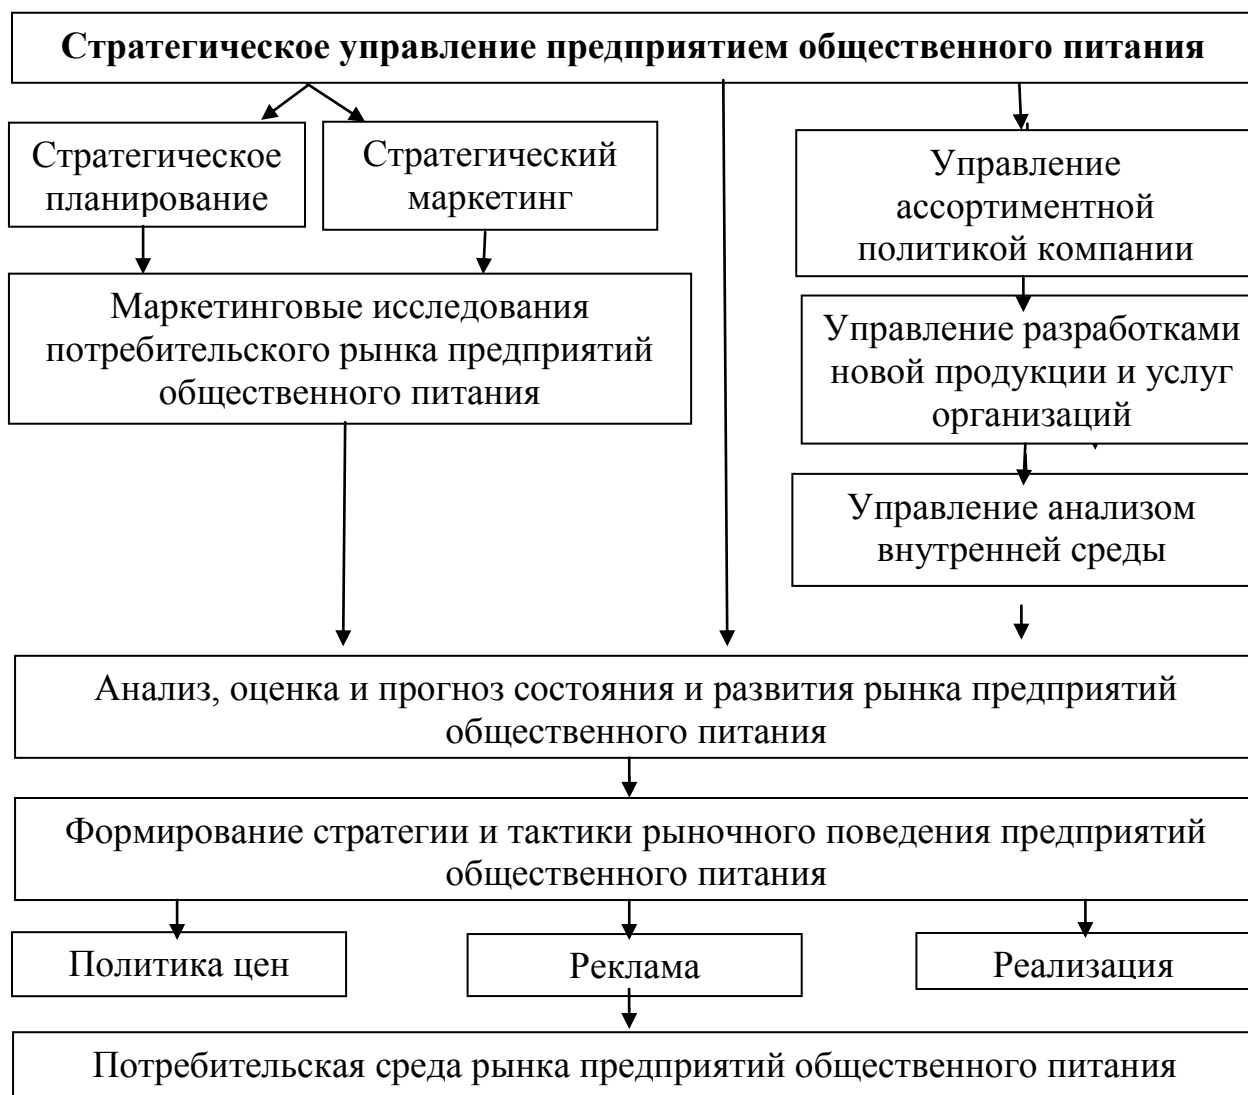 Стратегическое управление предприятием общественного питания
Стратегическое
планирование
Стратегический
маркетинг
Управление
ассортиментной
политикой компании
Маркетинговые исследования
потребительского рынка предприятий
общественного питания
Управление разработками
новой продукции и услуг
организаций
Управление анализом
внутренней среды
Анализ, оценка и прогноз состояния и развития рынка предприятий
общественного питания
Формирование стратегии и тактики рыночного поведения предприятий
общественного питания
Политика цен
Реклама
Реализация
Потребительская среда рынка предприятий общественного питания